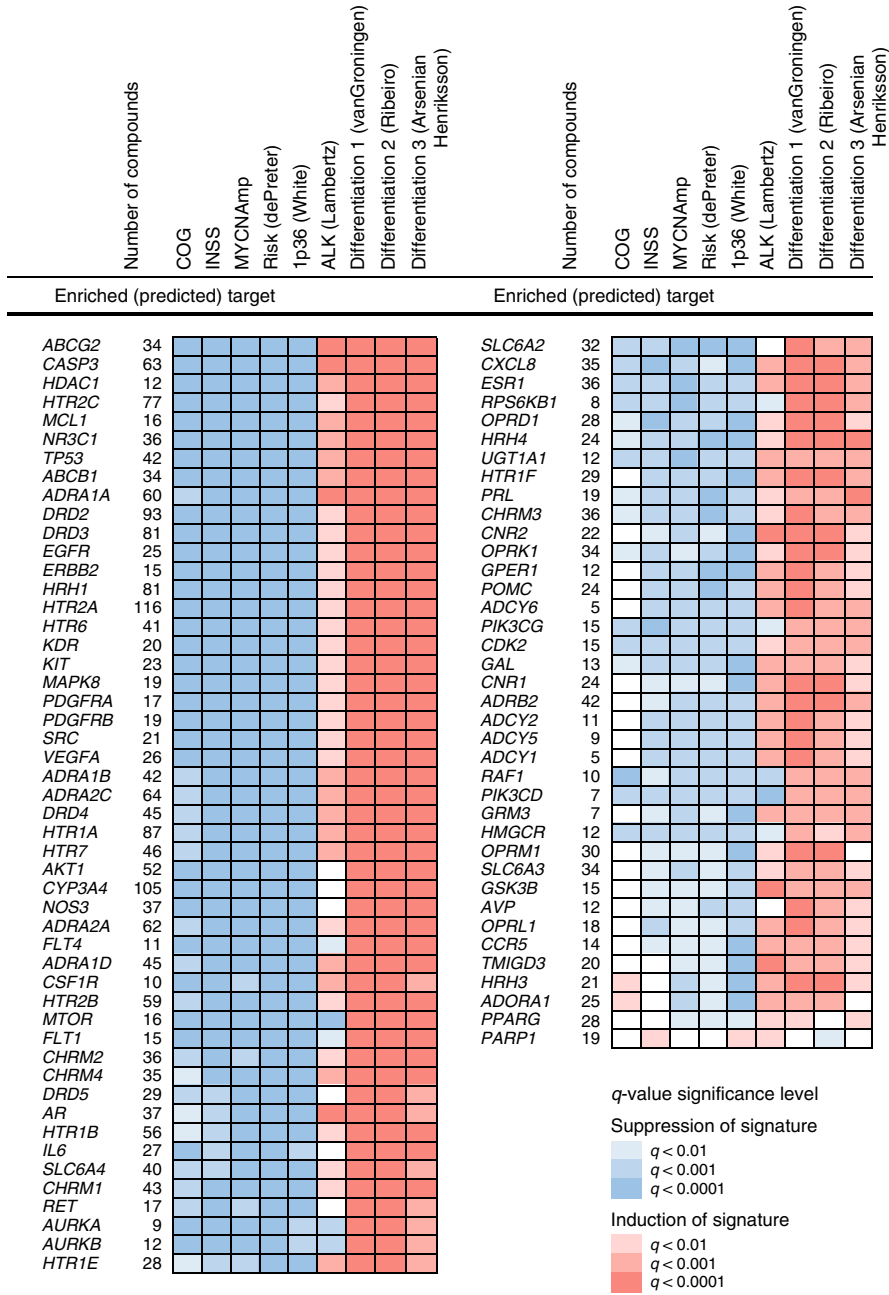 Number of compounds
COG
INSS
MYCNAmp
Risk (dePreter)
1p36 (White)
ALK (Lambertz)
Differentiation 1 (vanGroningen)
Differentiation 2 (Ribeiro)
Differentiation 3 (Arsenian
Henriksson)
Enriched (predicted) target
ABCG2 34
CASP3 63
HDAC1 12
HTR2C 77
MCL1 16
NR3C1 36
TP53 42
ABCB1 34
ADRA1A 60
DRD2 93
DRD3 81
EGFR 25
ERBB2 15
HRH1 81
HTR2A 116
HTR6 41
KDR 20
KIT 23
MAPK8 19
PDGFRA 17
PDGFRB 19
SRC 21
VEGFA 26
ADRA1B 42
ADRA2C 64
DRD4 45
HTR1A 87
HTR7 46
AKT1 52
CYP3A4 105
NOS3 37
ADRA2A 62
FLT4 11
ADRA1D 45
CSF1R 10
HTR2B 59
MTOR 16
FLT1 15
CHRM2 36
CHRM4 35
DRD5 29
AR 37
HTR1B 56
IL6 27
SLC6A4 40
CHRM1 43
RET 17
AURKA 9
AURKB 12
HTR1E 28
Number of compounds
COG
INSS
MYCNAmp
Risk (dePreter)
1p36 (White)
ALK (Lambertz)
Differentiation 1 (vanGroningen)
Differentiation 2 (Ribeiro)
Differentiation 3 (Arsenian
Henriksson)
Enriched (predicted) target
SLC6A2 32
CXCL8 35
ESR1 36
RPS6KB1 8
OPRD1 28
HRH4 24
UGT1A1 12
HTR1F 29
PRL 19
CHRM3 36
CNR2 22
OPRK1 34
GPER1 12
POMC 24
ADCY6 5
PIK3CG 15
CDK2 15
GAL 13
CNR1 24
ADRB2 42
ADCY2 11
ADCY5 9
ADCY1 5
RAF1 10
PIK3CD 7
GRM3 7
HMGCR 12
OPRM1 30
SLC6A3 34
GSK3B 15
AVP 12
OPRL1 18
CCR5 14
TMIGD3 20
HRH3 21
ADORA1 25
PPARG 28
PARP1 19
q-value significance level
Suppression of signature
q < 0.01
q < 0.001
q < 0.0001
Induction of signature
q < 0.01
q < 0.001
q < 0.0001